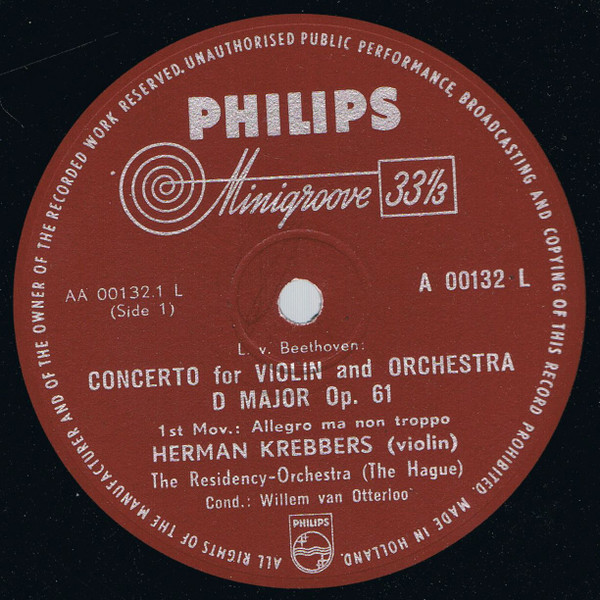 ALL RIGHTS OF THE MANUFACTURER AND OF THE OWNER OF THE RECORDED WORK RESERVED. UNAUTHORISED PUBLIC PERFORMANCE, BROADCASTING AND COPYING OF THIS RECORD PROHIBITED. MADE IN HOLLAND.
PHILIPS
Minigroove 33⅓
AA 00132.1 L
(Side 1)
A 00132 L
L. v. Beethoven:
CONCERTO for VIOLIN and ORCHESTRA
D MAJOR Op. 61
1st Mov.: Allegro ma non troppo
HERMAN KREBBERS (violin)
The Residency-Orchestra (The Hague)
Cond.: Willem van Otterloo
PHILIPS